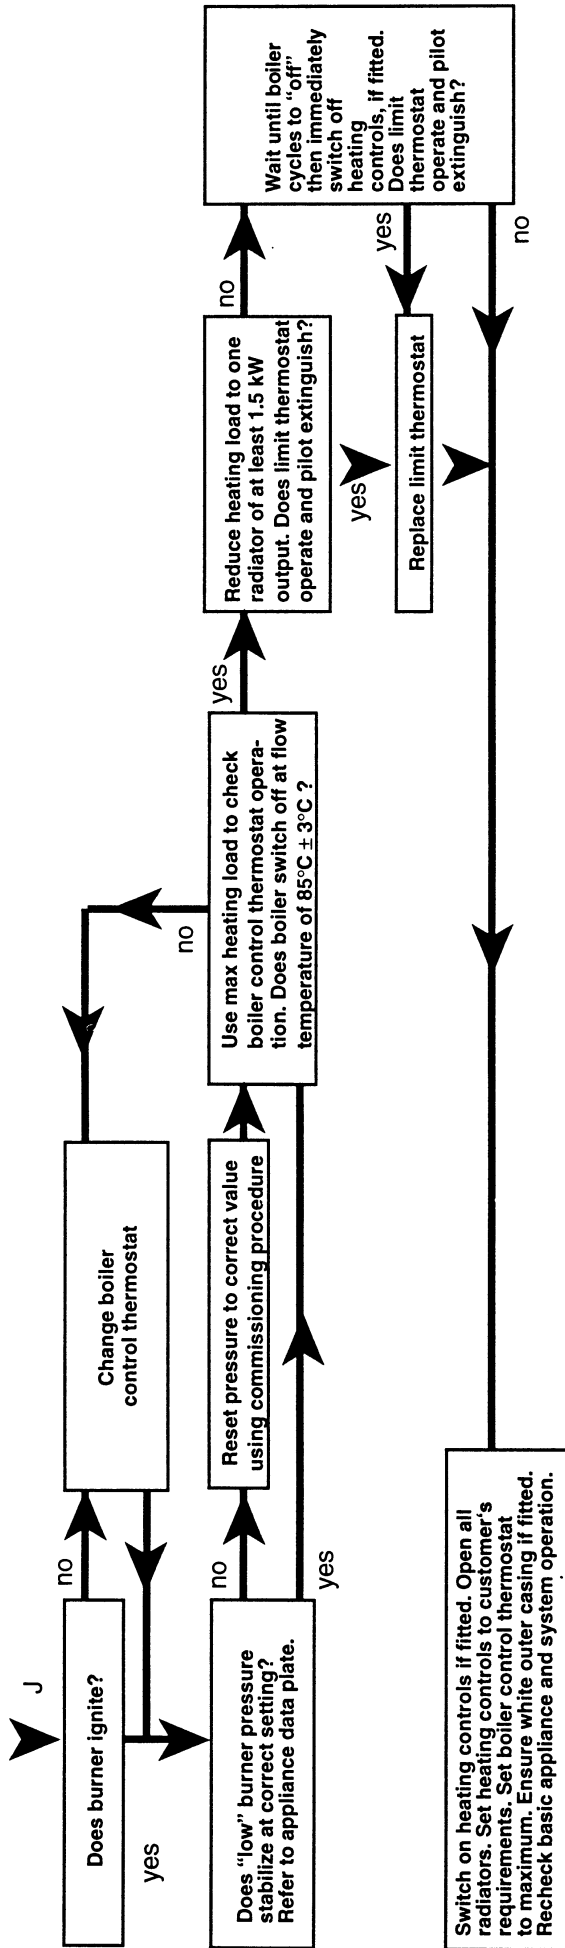 J
Does burner ignite?
no
yes
Change boiler
control thermostat
Does “low” burner pressure
stabilize at correct setting?
Refer to appliance data plate.
no
yes
Reset pressure to correct value
using commissioning procedure
Use max heating load to check
boiler control thermostat opera-
tion. Does boiler switch off at flow
temperature of 85°C ± 3°C ?
no
yes
Reduce heating load to one
radiator of at least 1.5 kW
output. Does limit thermostat
operate and pilot extinguish?
no
yes
Wait until boiler
cycles to “off”
then immediately
switch off
heating
controls, if fitted.
Does limit
thermostat
operate and pilot
extinguish?
yes
no
Replace limit thermostat
Switch on heating controls if fitted. Open all
radiators. Set heating controls to customer‘s
requirements. Set boiler control thermostat
to maximum. Ensure white outer casing if fitted.
Recheck basic appliance and system operation.